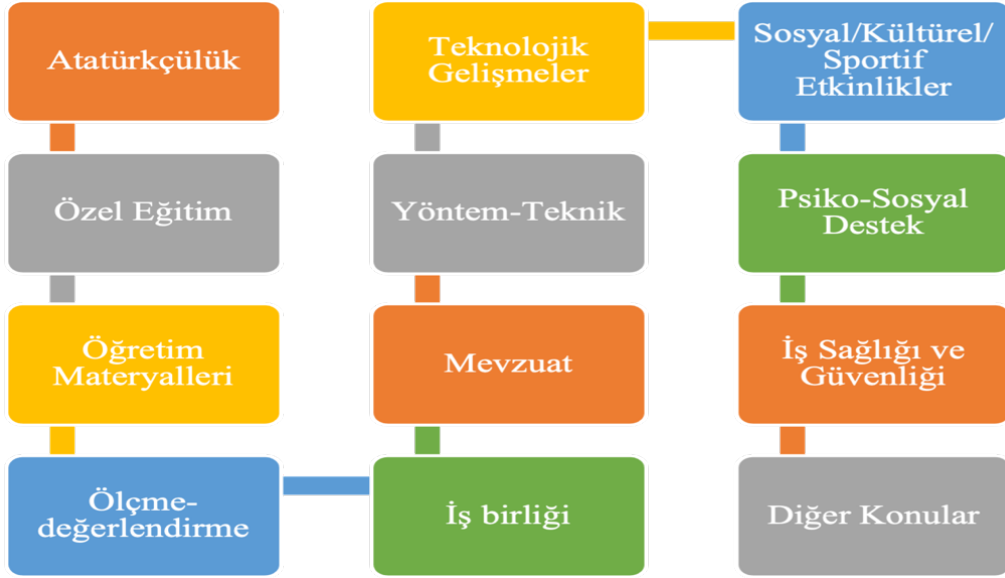 Atatürkçülük
Özel Eğitim
Öğretim
Materyalleri
Ölçme-
değerlendirme
İş birliği
Mevzuat
Yöntem-Teknik
Teknolojik
Gelişmeler
Sosyal/Kültürel/
Sportif
Etkinlikler
Psiko-Sosyal
Destek
İş Sağlığı ve
Güvenliği
Diğer Konular